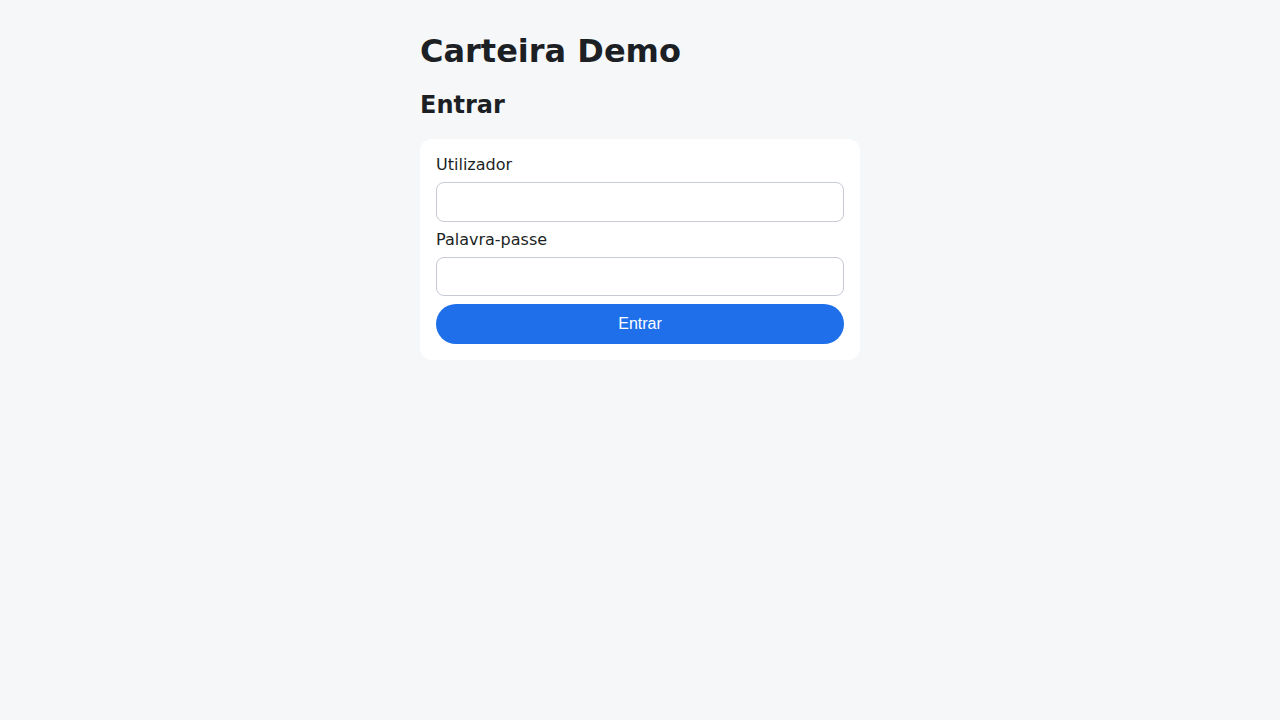 Carteira Demo
Entrar
Utilizador
Palavra-passe
Entrar